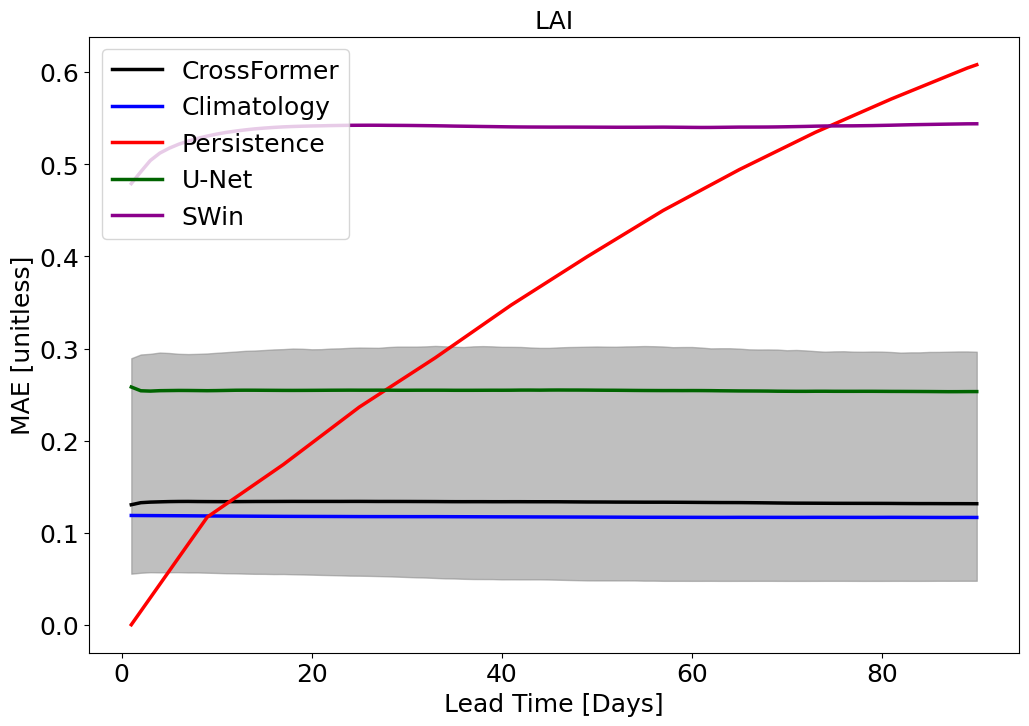 LAI
CrossFormer
Climatology
Persistence
U-Net
SWin
MAE [unitless]
0.6
0.5
0.4
0.3
0.2
0.1
0.0
0 20 40 60 80
Lead Time [Days]